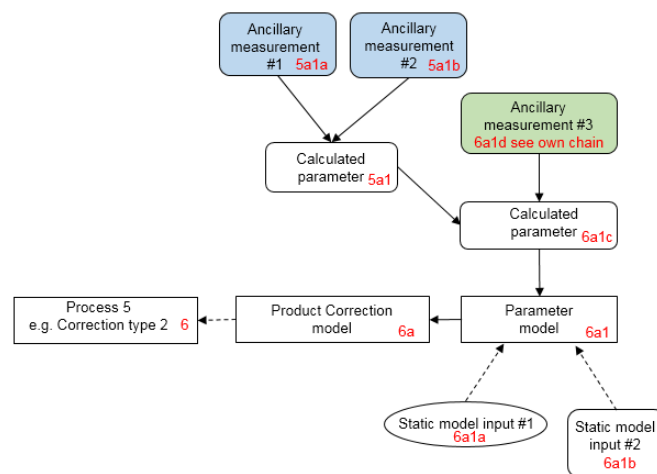 Ancillary
measurement
#1 5a1a
Ancillary
measurement
#2 5a1b
Ancillary
measurement #3
6a1d see own chain
Calculated
parameter 5a1
Calculated
parameter 6a1c
Process 5
e.g. Correction type 2 6
Product Correction
model 6a
Parameter
model 6a1
Static model input #1
6a1a
Static model
input #2
6a1b